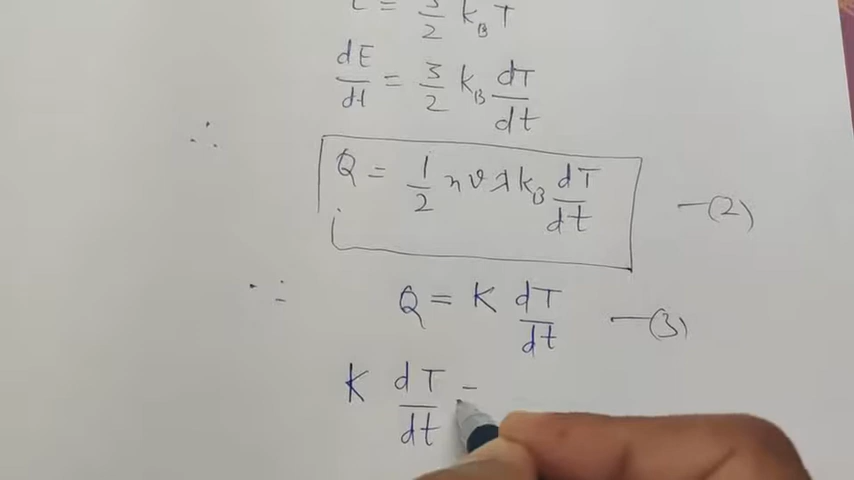 = 3/2 k_B T
dE/dt = 3/2 k_B dT/dt
∴
Q = 1/2 n v λ k_B dT/dt —(2)
∵ Q = K dT/dt —(3)
K dT/dt =